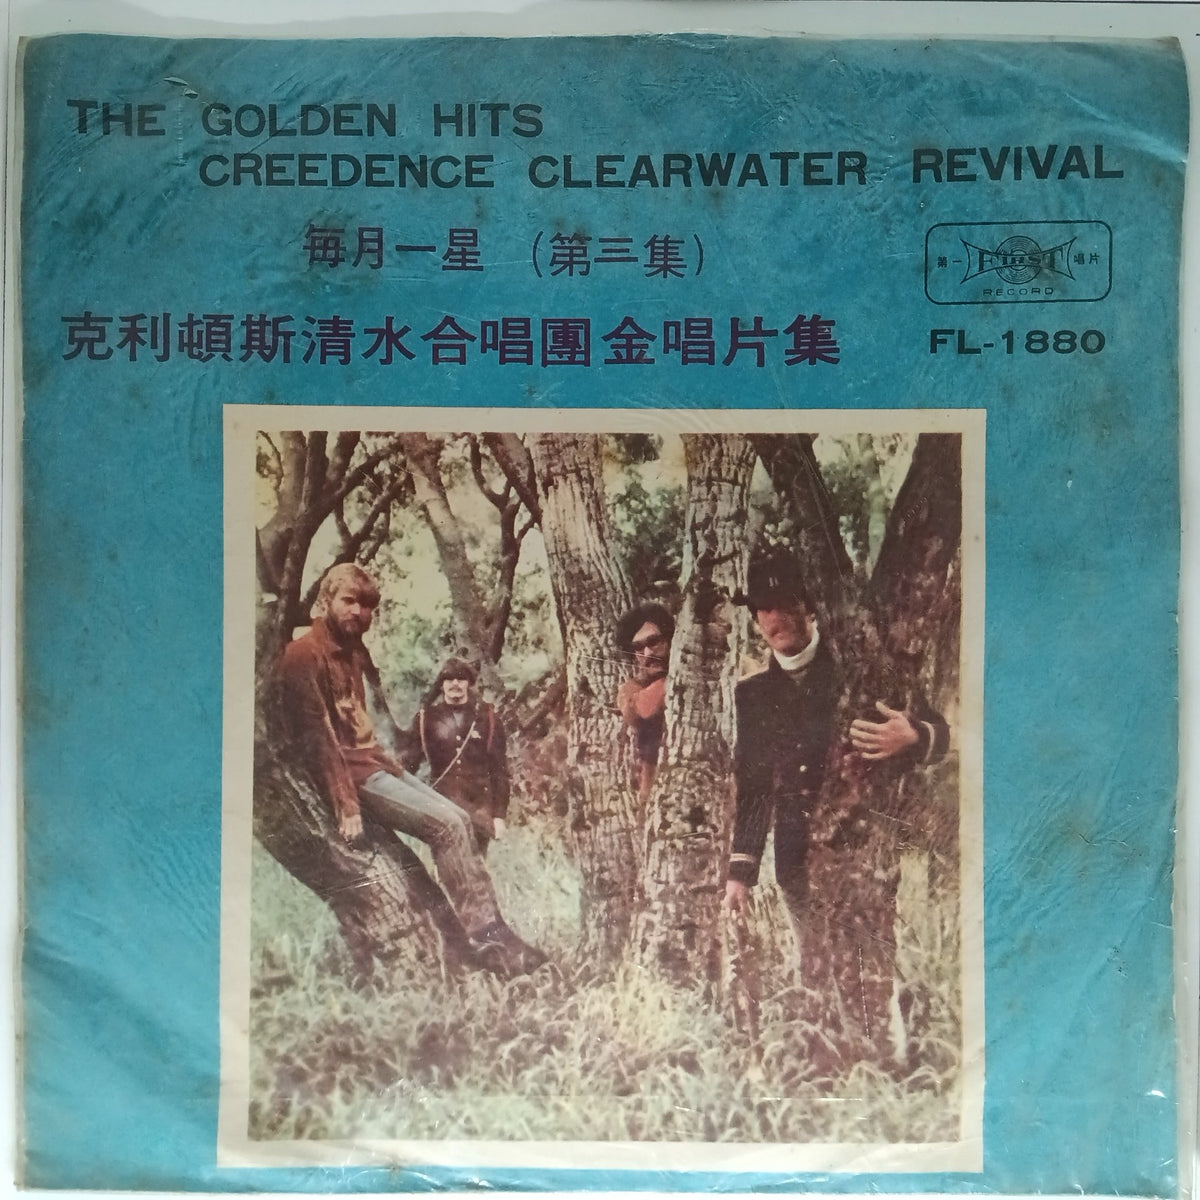 THE GOLDEN HITS
CREEDENCE CLEARWATER REVIVAL
每月一星 (第三集)
第一 FIRST 唱片
RECORD
克利頓斯清水合唱團金唱片集
FL-1880